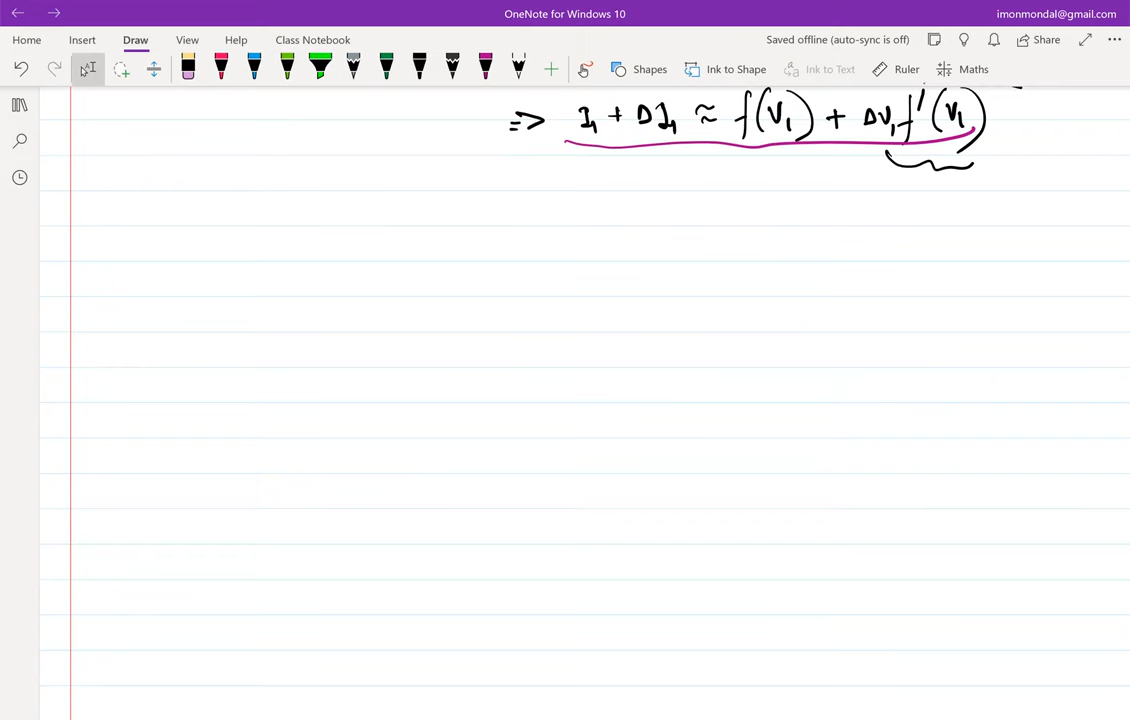 OneNote for Windows 10
imonmondal@gmail.com
Home Insert Draw View Help Class Notebook
Saved offline (auto-sync is off) Share
Shapes Ink to Shape Ink to Text Ruler Maths
=> I₁ + ΔI₁ ≈ f(V₁) + ΔV₁f'(V₁)